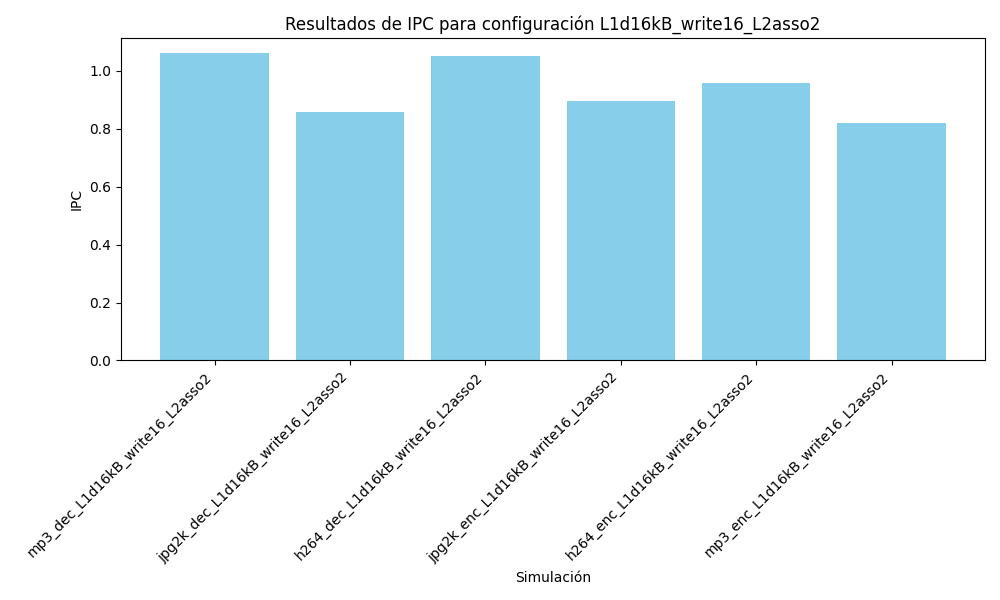 Resultados de IPC para configuración L1d16kB_write16_L2asso2
IPC
1.0
0.8
0.6
0.4
0.2
0.0
mp3_dec_L1d16kB_write16_L2asso2
jpg2k_dec_L1d16kB_write16_L2asso2
h264_dec_L1d16kB_write16_L2asso2
jpg2k_enc_L1d16kB_write16_L2asso2
h264_enc_L1d16kB_write16_L2asso2
mp3_enc_L1d16kB_write16_L2asso2
Simulación